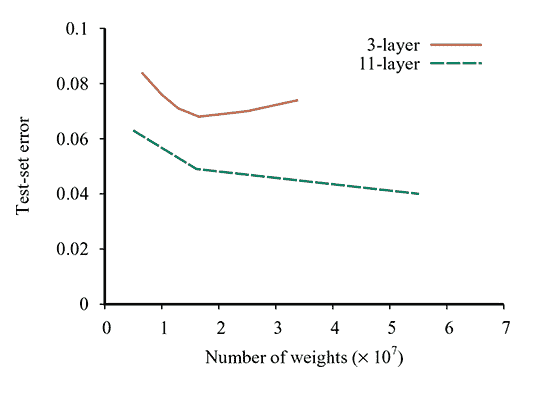 0.1
3-layer
11-layer
0.08
0.06
0.04
0.02
0
Test-set error
0 1 2 3 4 5 6 7
Number of weights (× 10⁷)